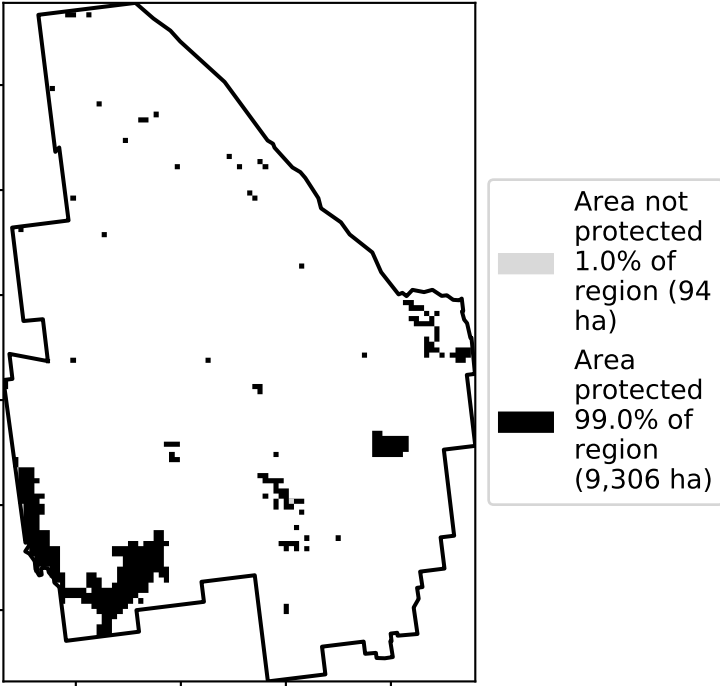 Area not
protected
1.0% of
region (94
ha)
Area
protected
99.0% of
region
(9,306 ha)